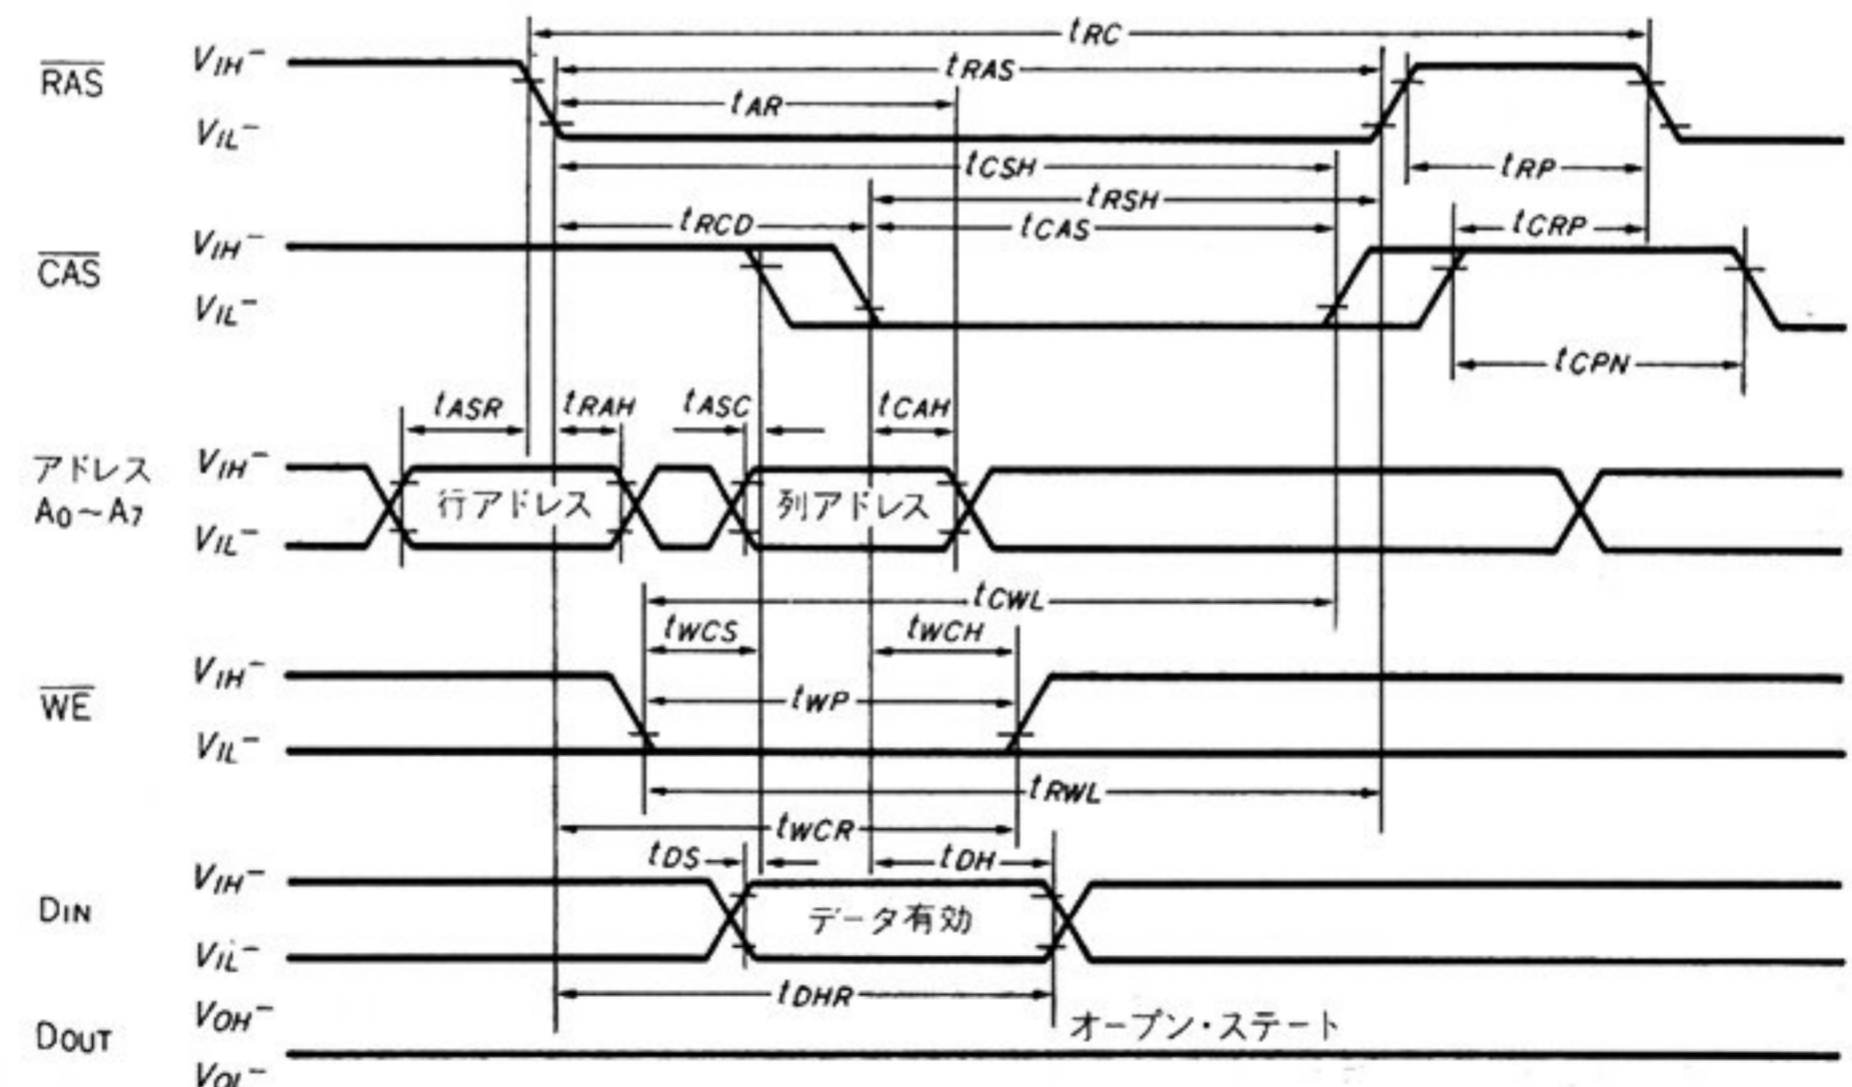 tRC
RAS VIH-
tRAS
tAR
VIL-
tCSH
tRP
tRSH
tRCD
tCAS
tCRP
CAS VIH-
VIL-
tCPN
tASR tRAH tASC tCAH
アドレス VIH-
A0~A7
行アドレス
列アドレス
VIL-
tCWL
tWCS
tWCH
WE VIH-
tWP
VIL-
tRWL
tWCR
tDS
tDH
VIH-
DIN
データ有効
VIL-
tDHR
VOH-
オープン・ステート
DOUT
VOL-